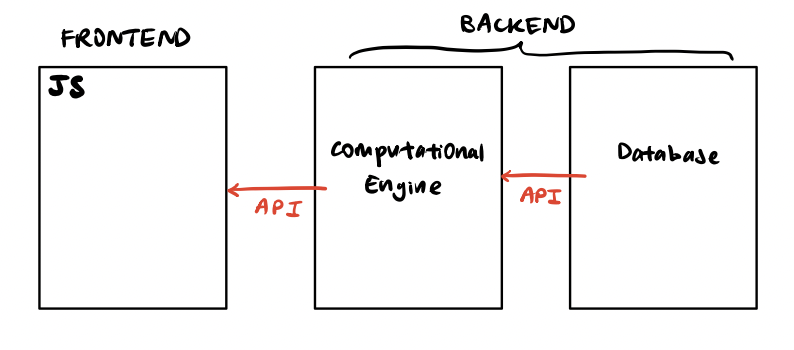 FRONTEND
BACKEND
JS
Computational
Engine
Database
API
API